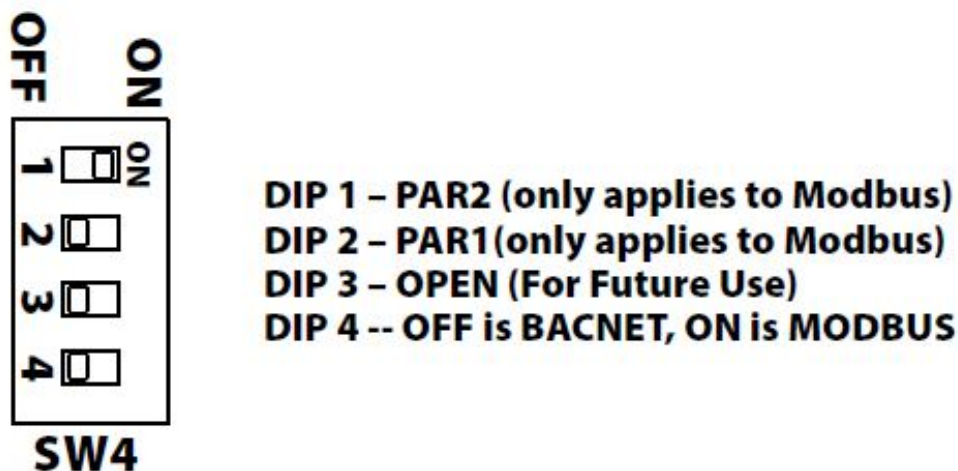 OFF
ON
1
ON
2
3
4
SW4
DIP 1 – PAR2 (only applies to Modbus)
DIP 2 – PAR1(only applies to Modbus)
DIP 3 – OPEN (For Future Use)
DIP 4 -- OFF is BACNET, ON is MODBUS